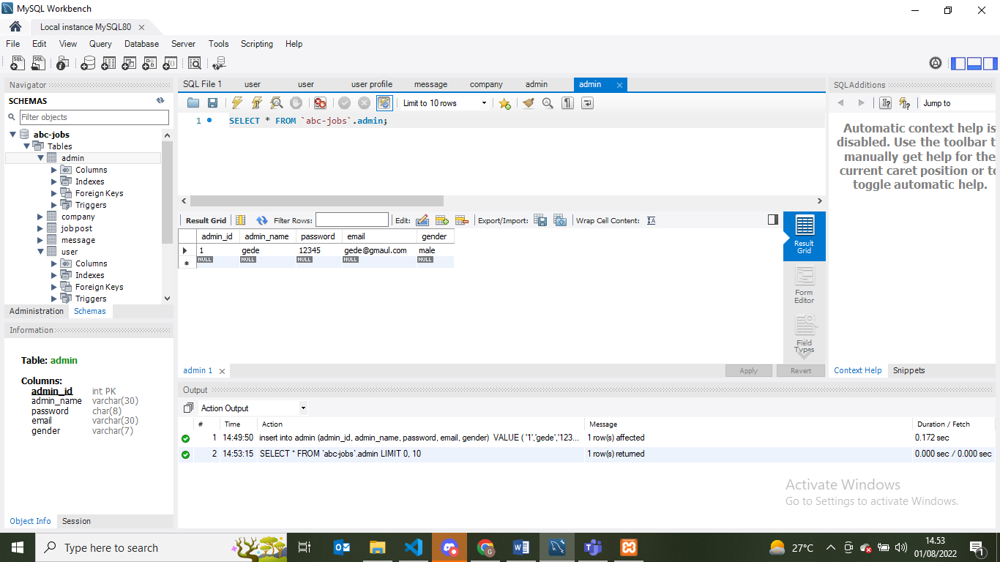 MySQL Workbench
Local instance MySQL80
File Edit View Query Database Server Tools Scripting Help
Navigator
SCHEMAS
Filter objects
abc-jobs
Tables
admin
Columns
Indexes
Foreign Keys
Triggers
company
jobpost
message
user
Columns
Indexes
Foreign Keys
Triggers
Administration Schemas
Information
Table: admin
Columns:
admin_id int PK
admin_name varchar(30)
password char(8)
email varchar(30)
gender varchar(7)
Object Info Session
SQL File 1 user user user profile message company admin admin
Limit to 10 rows
1 SELECT * FROM `abc-jobs`.admin;
Result Grid Filter Rows: Edit: Export/Import: Wrap Cell Content:
admin_id admin_name password email gender
1 gede 12345 gede@gmaul.com male
NULL NULL NULL NULL NULL
Result
Grid
Form
Editor
Field
Types
admin 1
Apply Revert
Output
Action Output
# Time Action Message Duration / Fetch
1 14:49:50 insert into admin (admin_id, admin_name, password, email, gender) VALUE ( '1','gede','123... 1 row(s) affected 0.172 sec
2 14:53:15 SELECT * FROM `abc-jobs`.admin LIMIT 0, 10 1 row(s) returned 0.000 sec / 0.000 sec
SQLAdditions
Jump to
Automatic context help is
disabled. Use the toolbar t
manually get help for the
current caret position or to
toggle automatic help.
Context Help Snippets
Activate Windows
Go to Settings to activate Windows.
Type here to search
27°C
14.53
01/08/2022
1